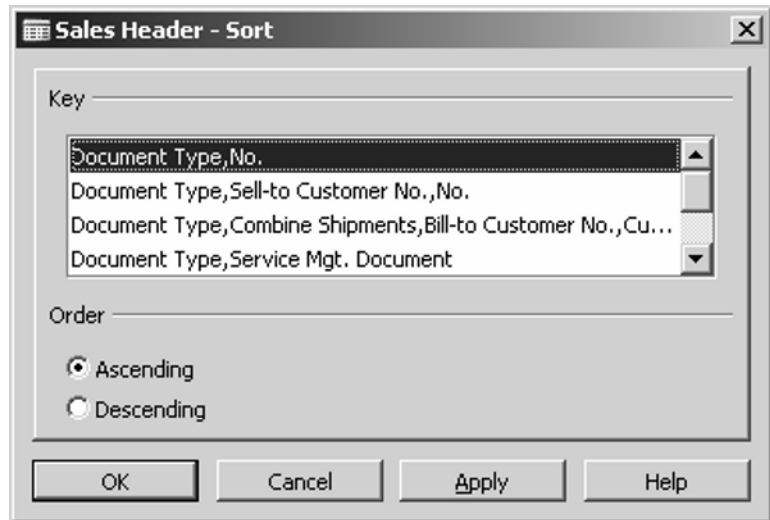 Sales Header - Sort
Key
Document Type,No.
Document Type,Sell-to Customer No.,No.
Document Type,Combine Shipments,Bill-to Customer No.,Cu...
Document Type,Service Mgt. Document
Order
Ascending
Descending
OK Cancel Apply Help